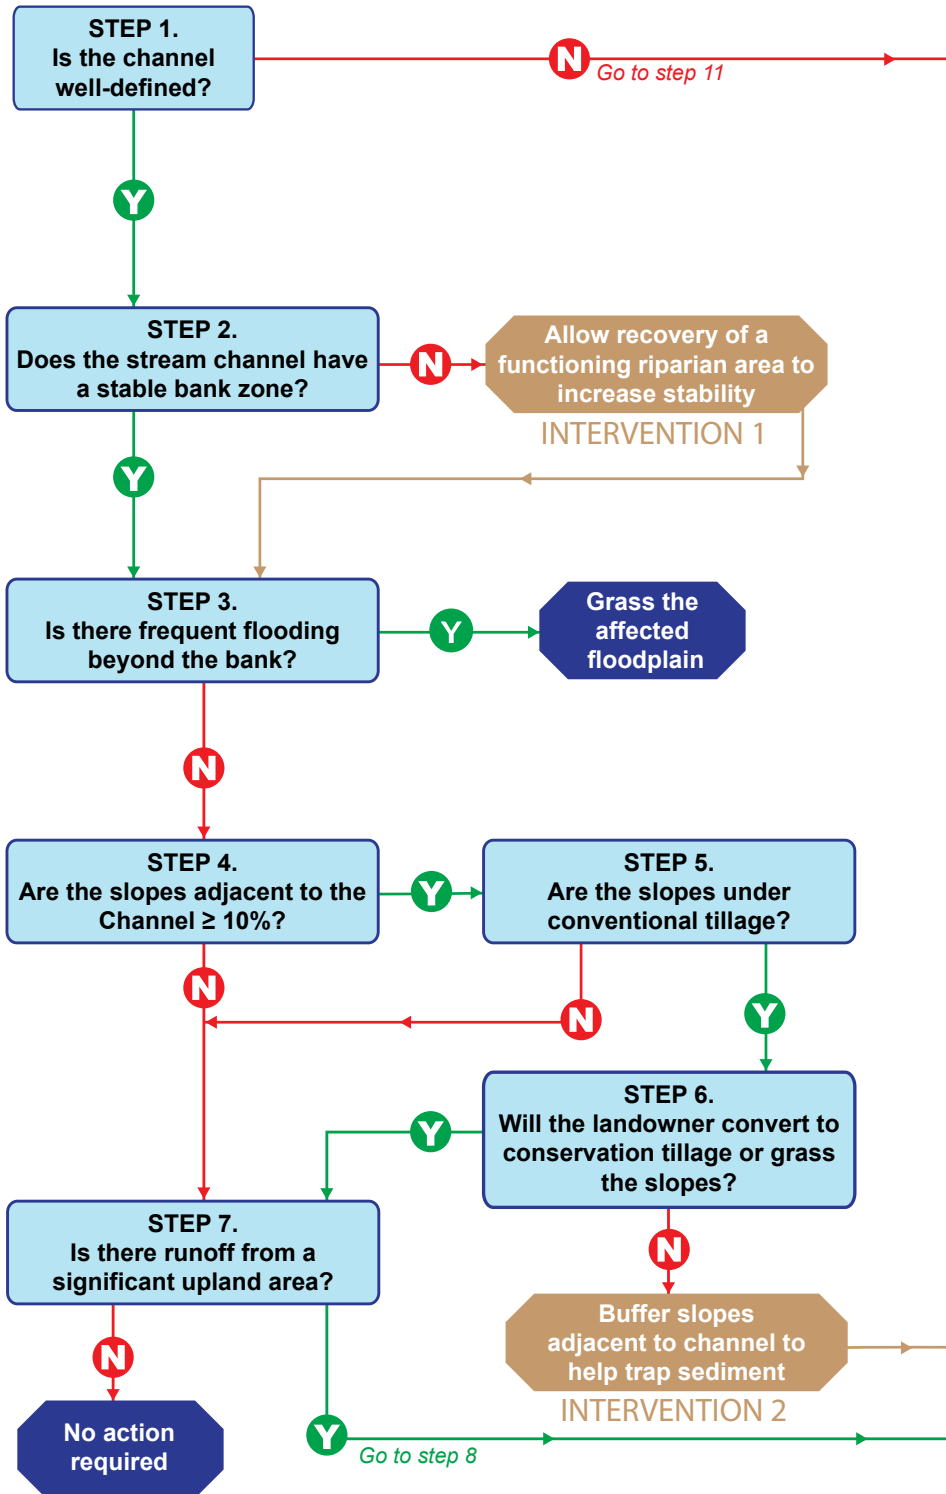 STEP 1.
Is the channel
well-defined?
N
Go to step 11
Y
STEP 2.
Does the stream channel have
a stable bank zone?
N
Allow recovery of a
functioning riparian area to
increase stability
INTERVENTION 1
Y
STEP 3.
Is there frequent flooding
beyond the bank?
Y
Grass the
affected
floodplain
N
STEP 4.
Are the slopes adjacent to the
Channel ≥ 10%?
Y
STEP 5.
Are the slopes under
conventional tillage?
N
N
Y
STEP 6.
Will the landowner convert to
conservation tillage or grass
the slopes?
Y
STEP 7.
Is there runoff from a
significant upland area?
N
Buffer slopes
adjacent to channel to
help trap sediment
INTERVENTION 2
N
No action
required
Y
Go to step 8